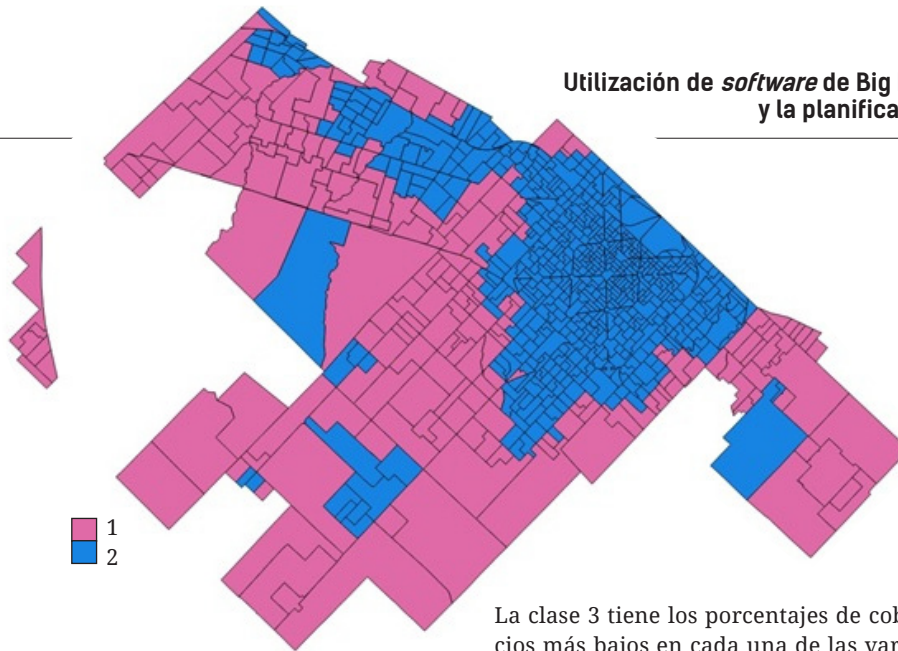 Utilización de software de Big
y la planifica
1
2
La clase 3 tiene los porcentajes de cob
cios más bajos en cada una de las var